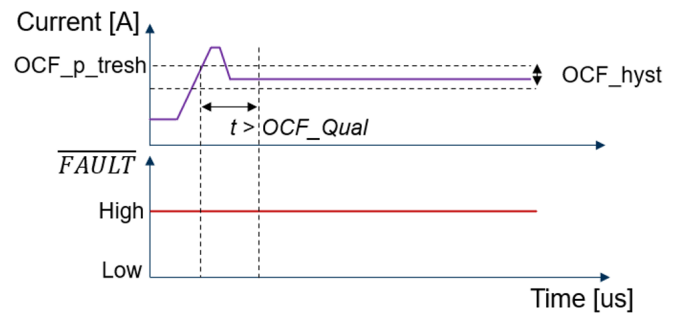 Current [A]
OCF_p_tresh
OCF_hyst
t > OCF_Qual
FAULT
High
Low
Time [us]